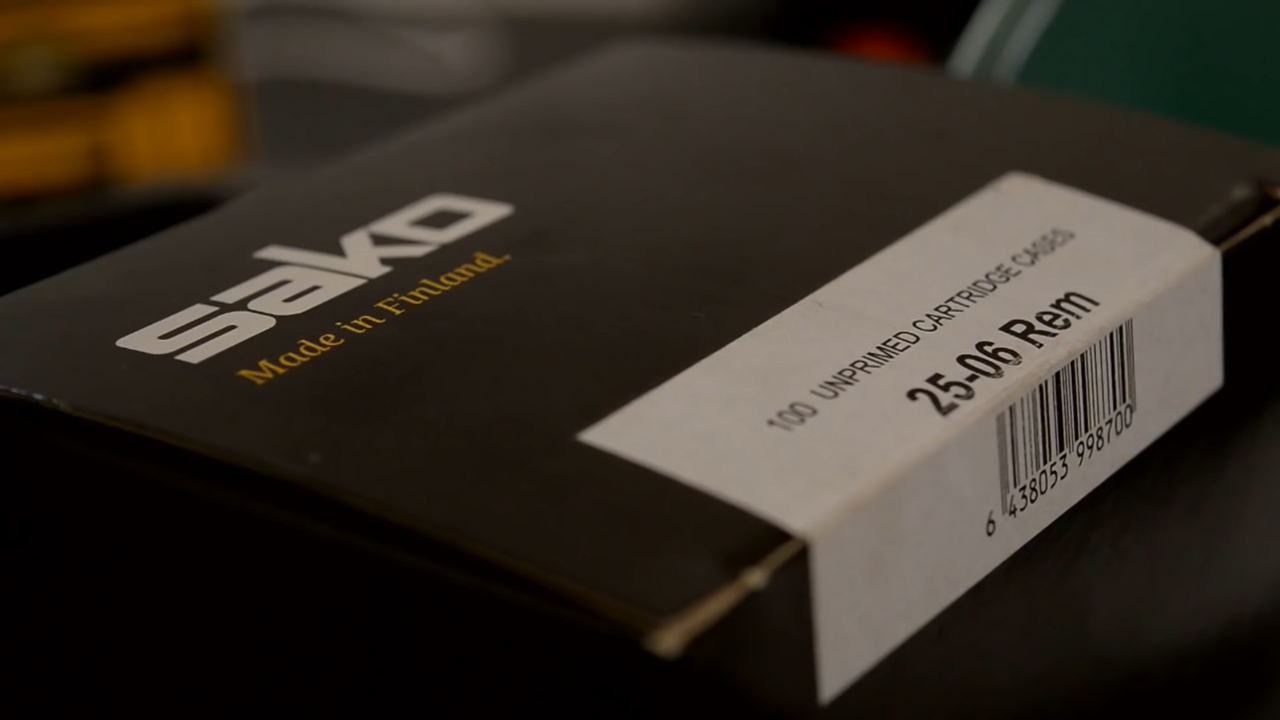 sako
Made in Finland.
100 UNPRIMED CARTRIDGE CASES
25-06 Rem
6 438053 998700